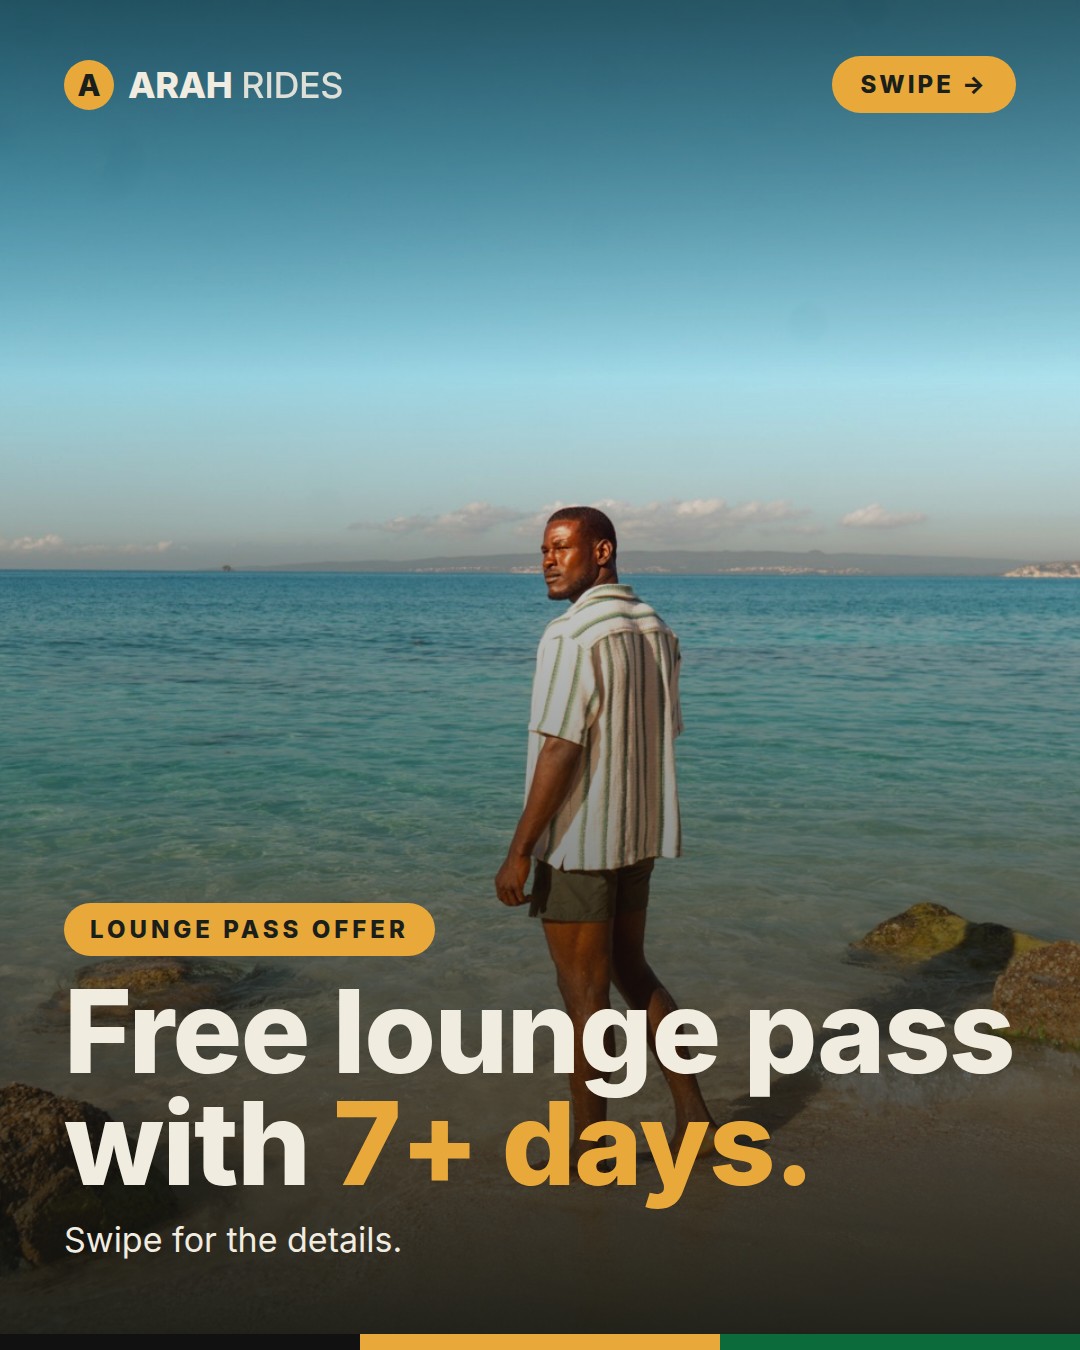 A ARAH RIDES
SWIPE →
LOUNGE PASS OFFER
Free lounge pass
with 7+ days.
Swipe for the details.